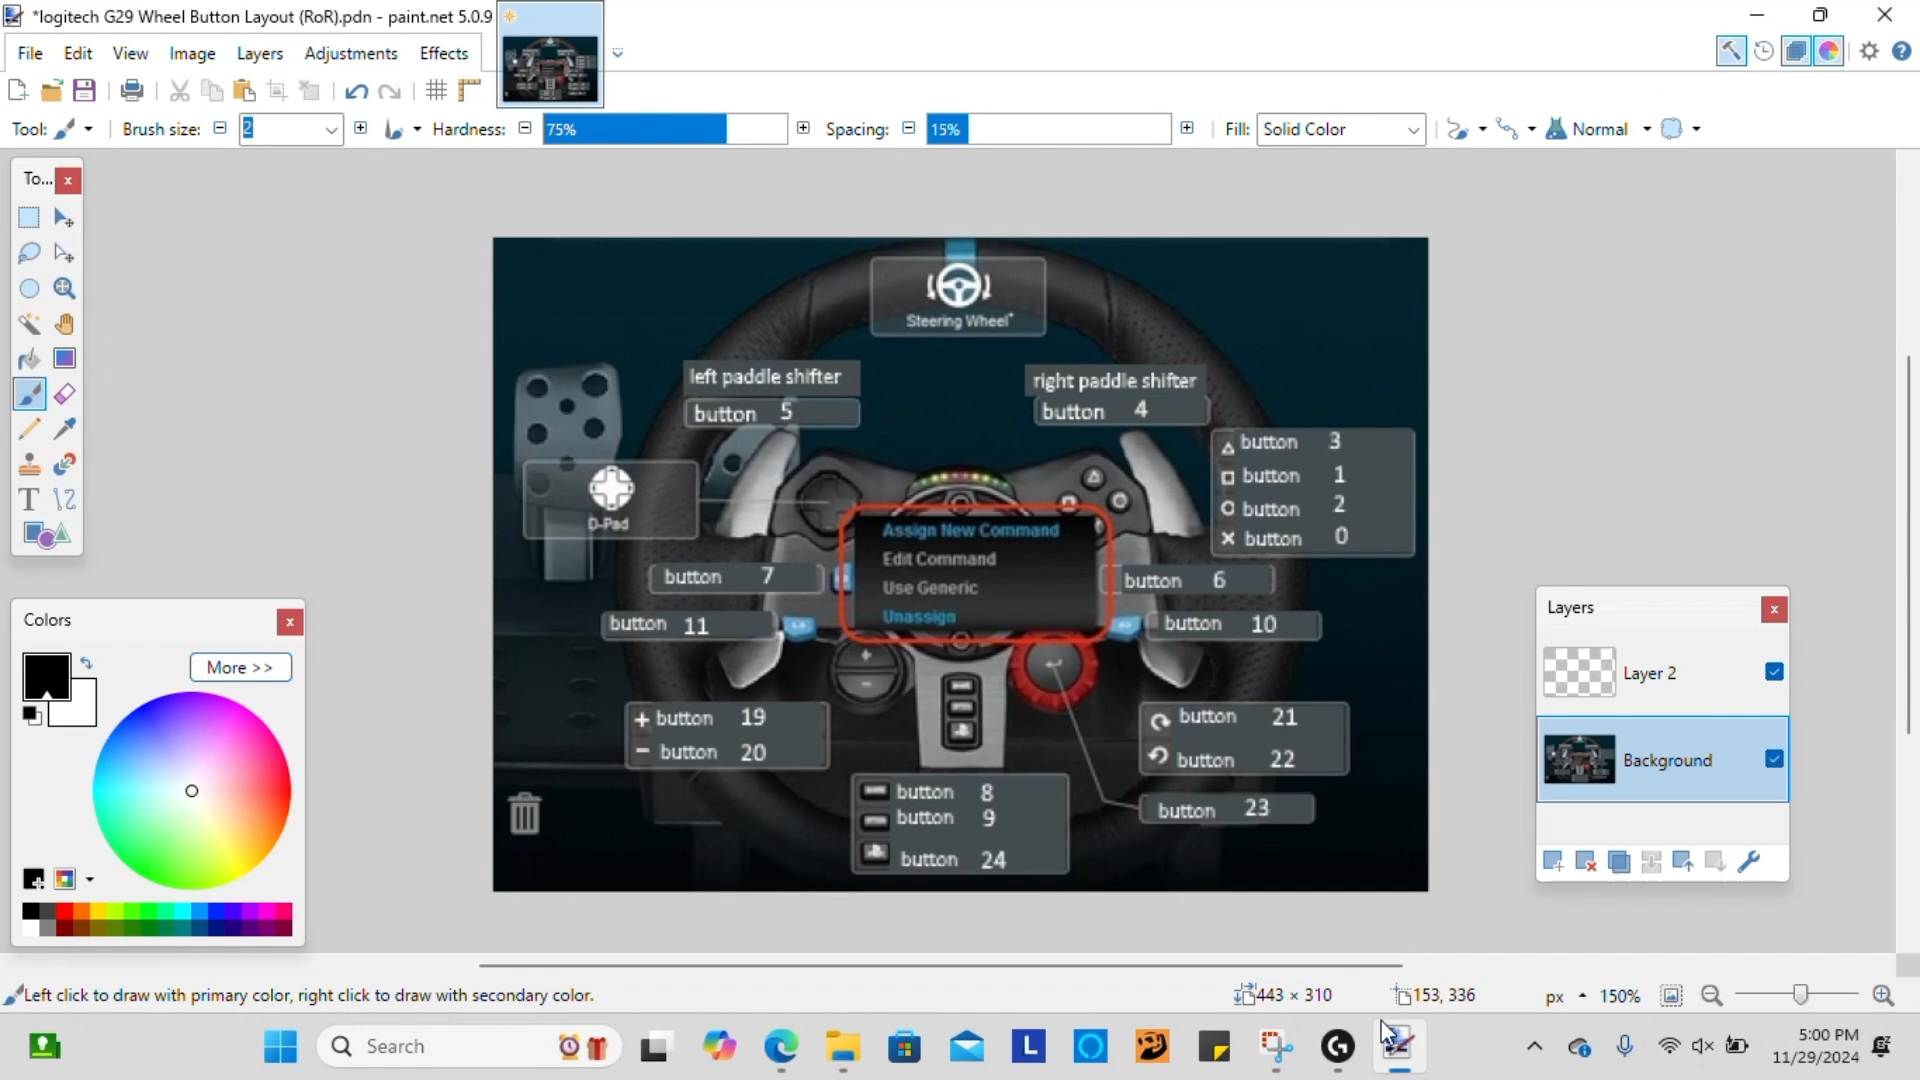 *logitech G29 Wheel Button Layout (RoR).pdn - paint.net 5.0.9
File Edit View Image Layers Adjustments Effects
Tool: Brush size: 2 Hardness: 75% Spacing: 15% Fill: Solid Color Normal
To...
Steering Wheel*
left paddle shifter
button 5
right paddle shifter
button 4
button 3
button 1
button 2
button 0
D-Pad
Assign New Command
Edit Command
Use Generic
Unassign
button 7
button 6
button 11
button 10
+ button 19
- button 20
button 21
button 22
button 8
button 9
button 24
button 23
Colors
More >>
Layers
Layer 2
Background
Left click to draw with primary color, right click to draw with secondary color.
443 × 310
153, 336
px
150%
Search
L
5:00 PM
11/29/2024